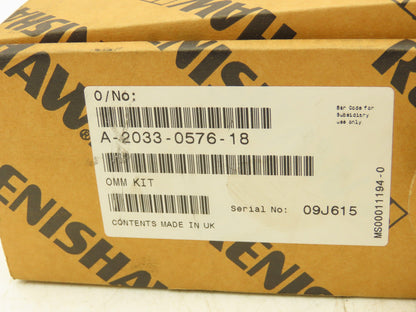 RENISHAW
O/No:
A-2033-0576-18
Bar Code for
Subsidiary
use only
OMM KIT
Serial No: 09J615
CONTENTS MADE IN UK
MS00011194-0
RENISHAW